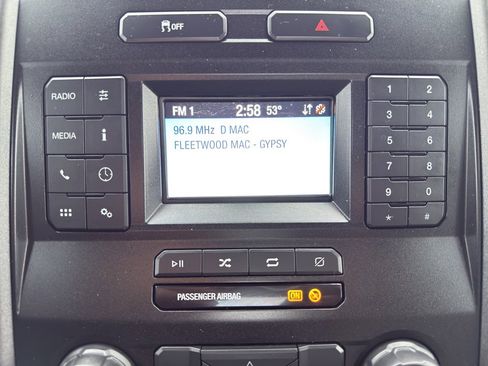 OFF
RADIO
MEDIA
i
FM 1 2:58 53°
96.9 MHz D MAC
FLEETWOOD MAC - GYPSY
1 2
3 4
5 6
7 8
9 0
* #
PASSENGER AIRBAG ON